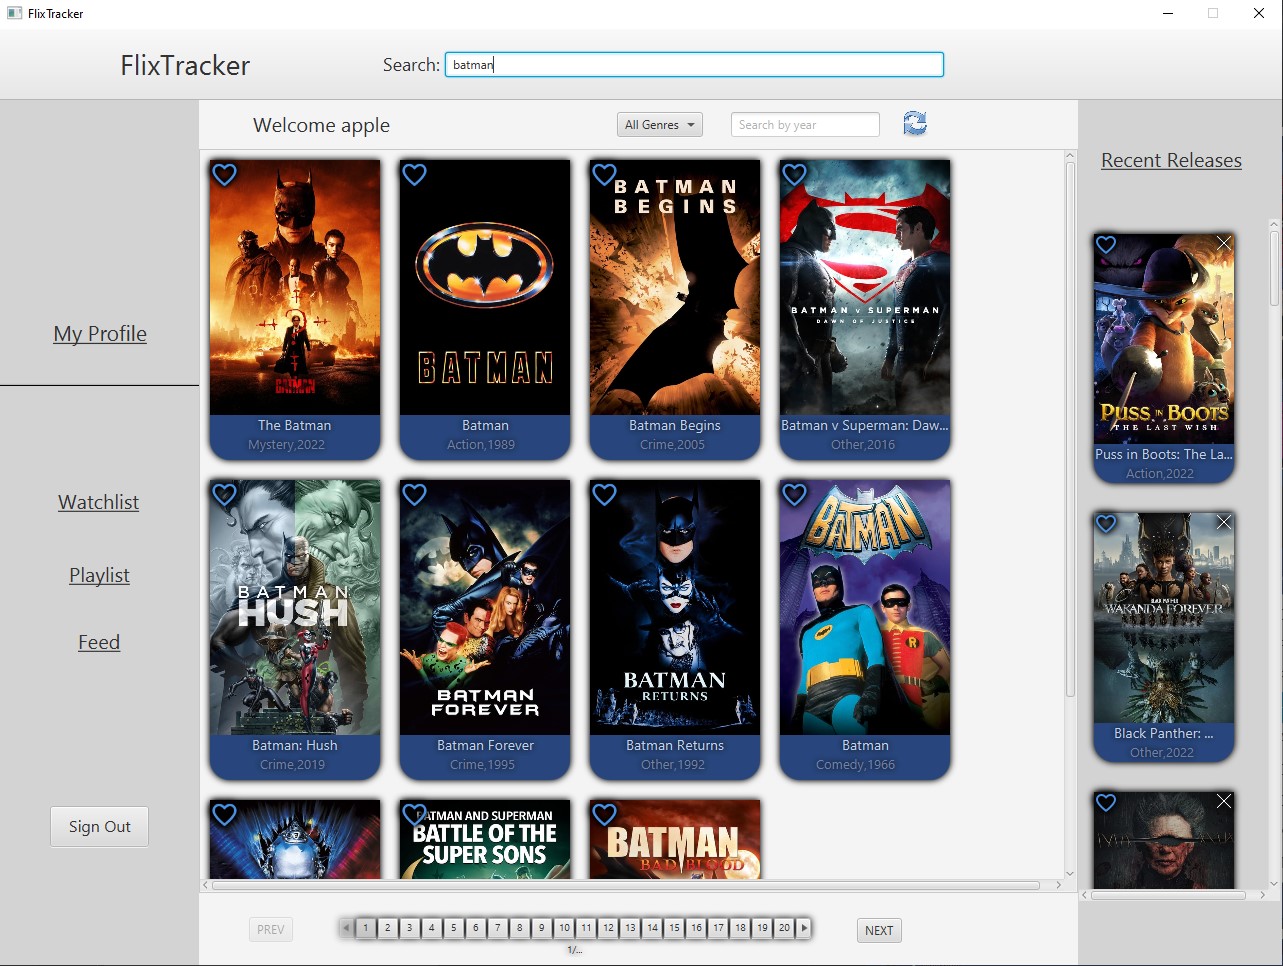 FlixTracker
FlixTracker
Search: batman
Welcome apple
All Genres
Search by year
Recent Releases
My Profile
Watchlist
Playlist
Feed
Sign Out
BATMAN
The Batman
Mystery,2022
BATMAN
Batman
Action,1989
BATMAN
BEGINS
Batman Begins
Crime,2005
BATMAN V SUPERMAN
DAWN OF JUSTICE
Batman v Superman: Daw...
Other,2016
BATMAN
HUSH
Batman: Hush
Crime,2019
BATMAN
FOREVER
Batman Forever
Crime,1995
BATMAN
RETURNS
Batman Returns
Other,1992
BATMAN
Batman
Comedy,1966
BATMAN AND SUPERMAN
BATTLE OF THE
SUPER SONS
BATMAN
BAD BLOOD
PUSS IN BOOTS
THE LAST WISH
Puss in Boots: The La...
Action,2022
BLACK PANTHER
WAKANDA FOREVER
Black Panther: ...
Other,2022
PREV
1 2 3 4 5 6 7 8 9 10 11 12 13 14 15 16 17 18 19 20
1/...
NEXT